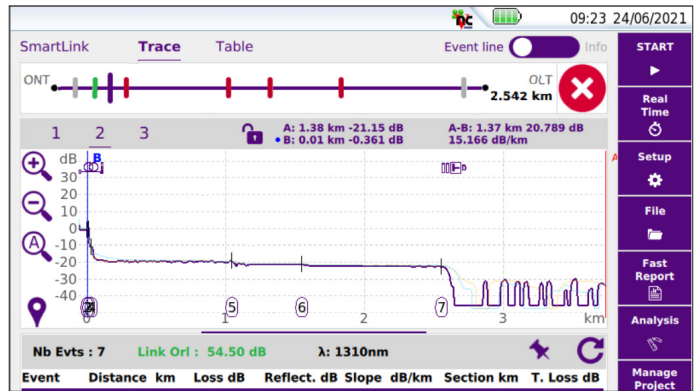 nc 09:23 24/06/2021
SmartLink Trace Table Event line Info
START
ONT OLT
2.542 km
Real
Time
1 2 3
A: 1.38 km -21.15 dB A-B: 1.37 km 20.789 dB
B: 0.01 km -0.361 dB 15.166 dB/km
Setup
dB B A
30
20
10
0
-10
-20
-30
-40
A
5 6 7
0 1 2 3 km
File
Fast
Report
Analysis
Nb Evts : 7 Link Orl : 54.50 dB λ: 1310nm
Event Distance km Loss dB Reflect. dB Slope dB/km Section km T. Loss dB
Manage
Project